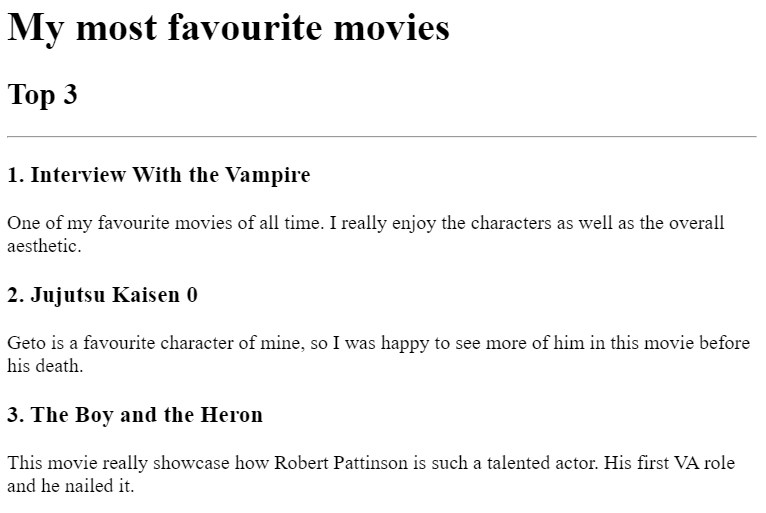 My most favourite movies
Top 3
1. Interview With the Vampire
One of my favourite movies of all time. I really enjoy the characters as well as the overall
aesthetic.
2. Jujutsu Kaisen 0
Geto is a favourite character of mine, so I was happy to see more of him in this movie before
his death.
3. The Boy and the Heron
This movie really showcase how Robert Pattinson is such a talented actor. His first VA role
and he nailed it.